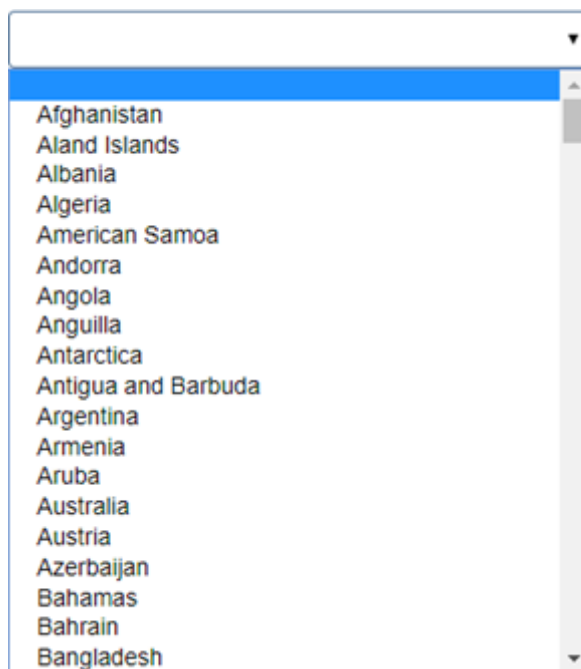 Afghanistan
Aland Islands
Albania
Algeria
American Samoa
Andorra
Angola
Anguilla
Antarctica
Antigua and Barbuda
Argentina
Armenia
Aruba
Australia
Austria
Azerbaijan
Bahamas
Bahrain
Bangladesh